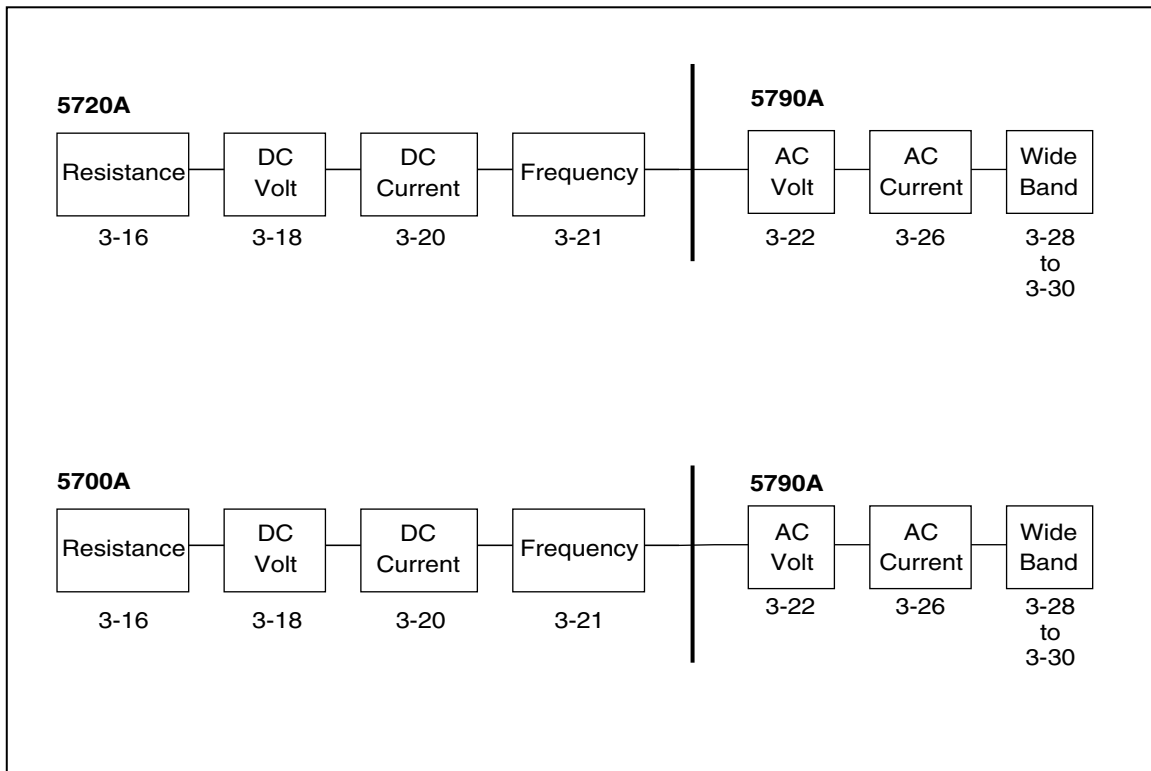 5720A
5790A
Resistance
DC
Volt
DC
Current
Frequency
AC
Volt
AC
Current
Wide
Band
3-16
3-18
3-20
3-21
3-22
3-26
3-28
to
3-30
5700A
5790A
Resistance
DC
Volt
DC
Current
Frequency
AC
Volt
AC
Current
Wide
Band
3-16
3-18
3-20
3-21
3-22
3-26
3-28
to
3-30